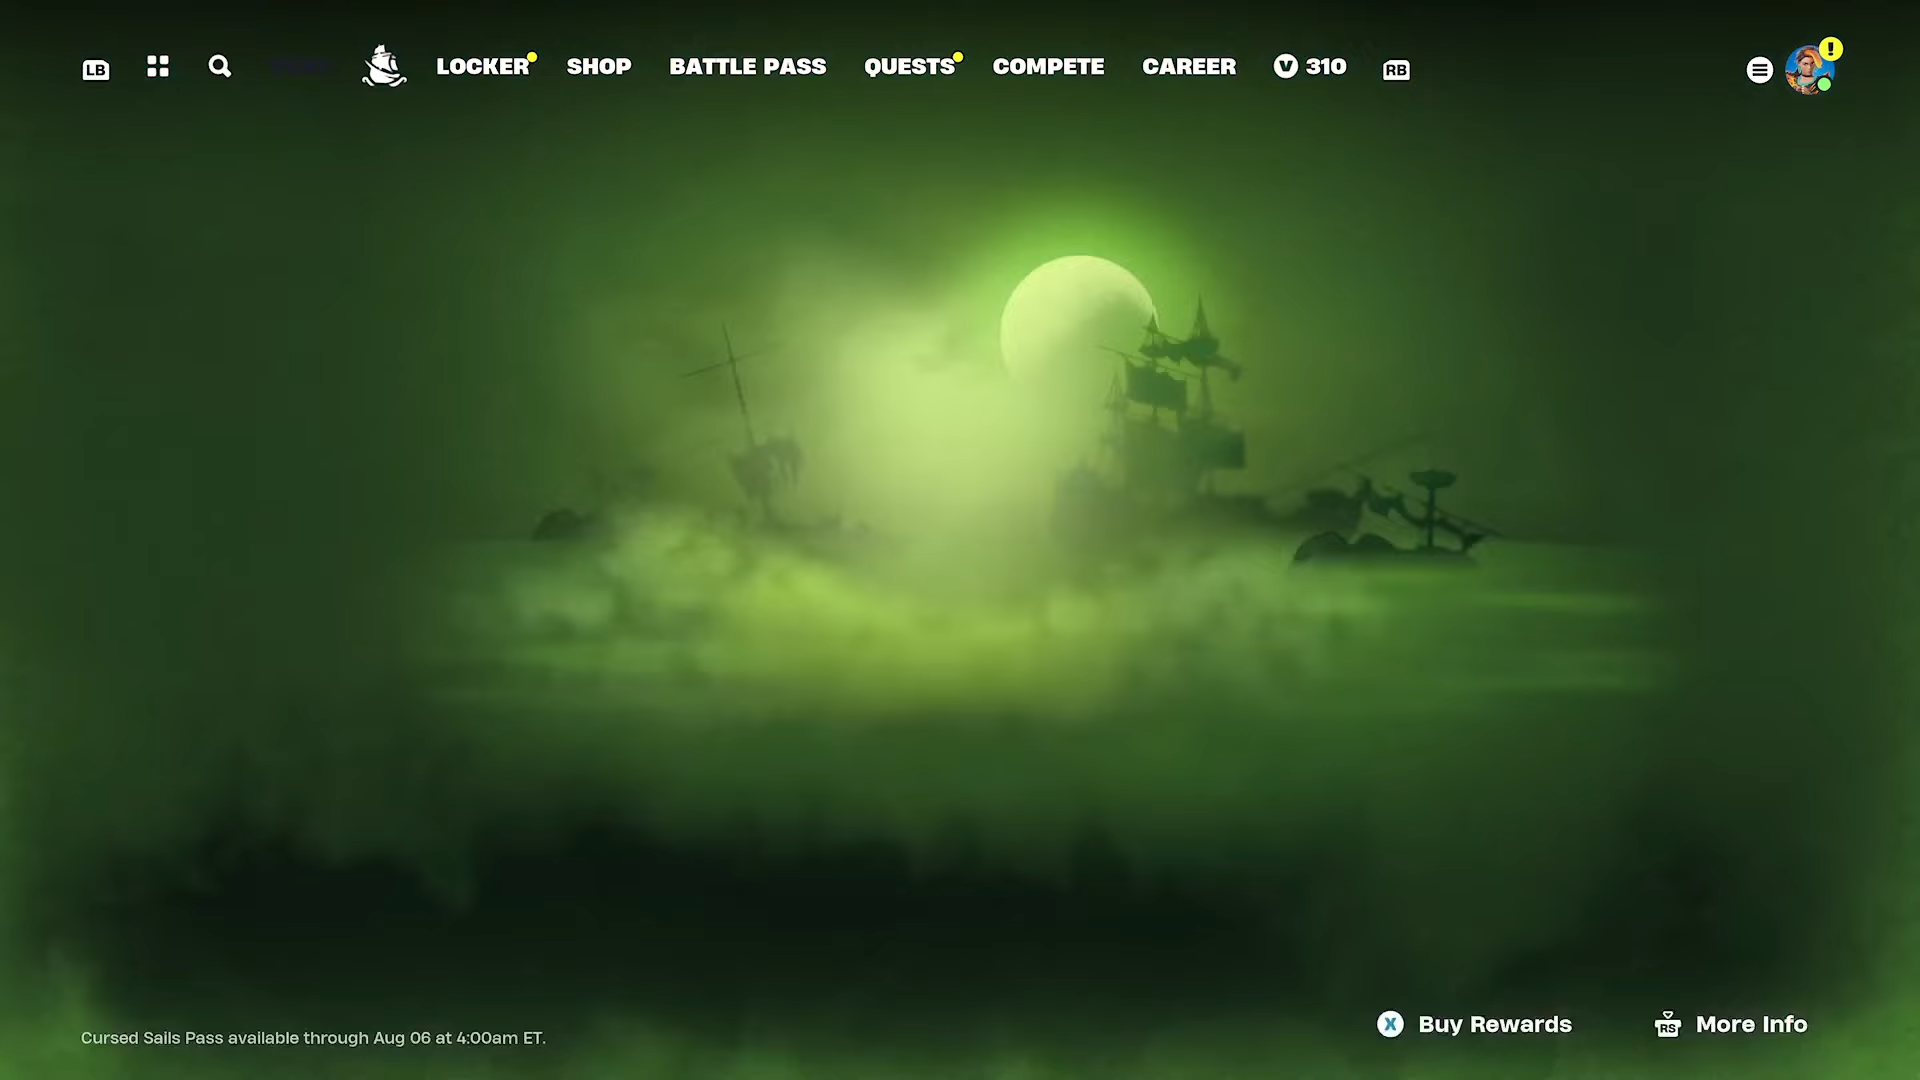 LB LOCKER SHOP BATTLE PASS QUESTS COMPETE CAREER V 310 RB !
X Buy Rewards RS More Info
Cursed Sails Pass available through Aug 06 at 4:00am ET.